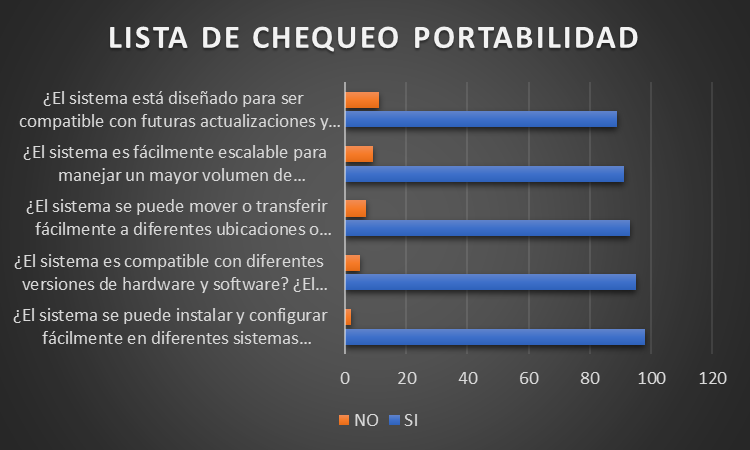 LISTA DE CHEQUEO PORTABILIDAD
¿El sistema está diseñado para ser
compatible con futuras actualizaciones y…
¿El sistema es fácilmente escalable para
manejar un mayor volumen de…
¿El sistema se puede mover o transferir
fácilmente a diferentes ubicaciones o…
¿El sistema es compatible con diferentes
versiones de hardware y software? ¿El…
¿El sistema se puede instalar y configurar
fácilmente en diferentes sistemas…
0 20 40 60 80 100 120
NO SI